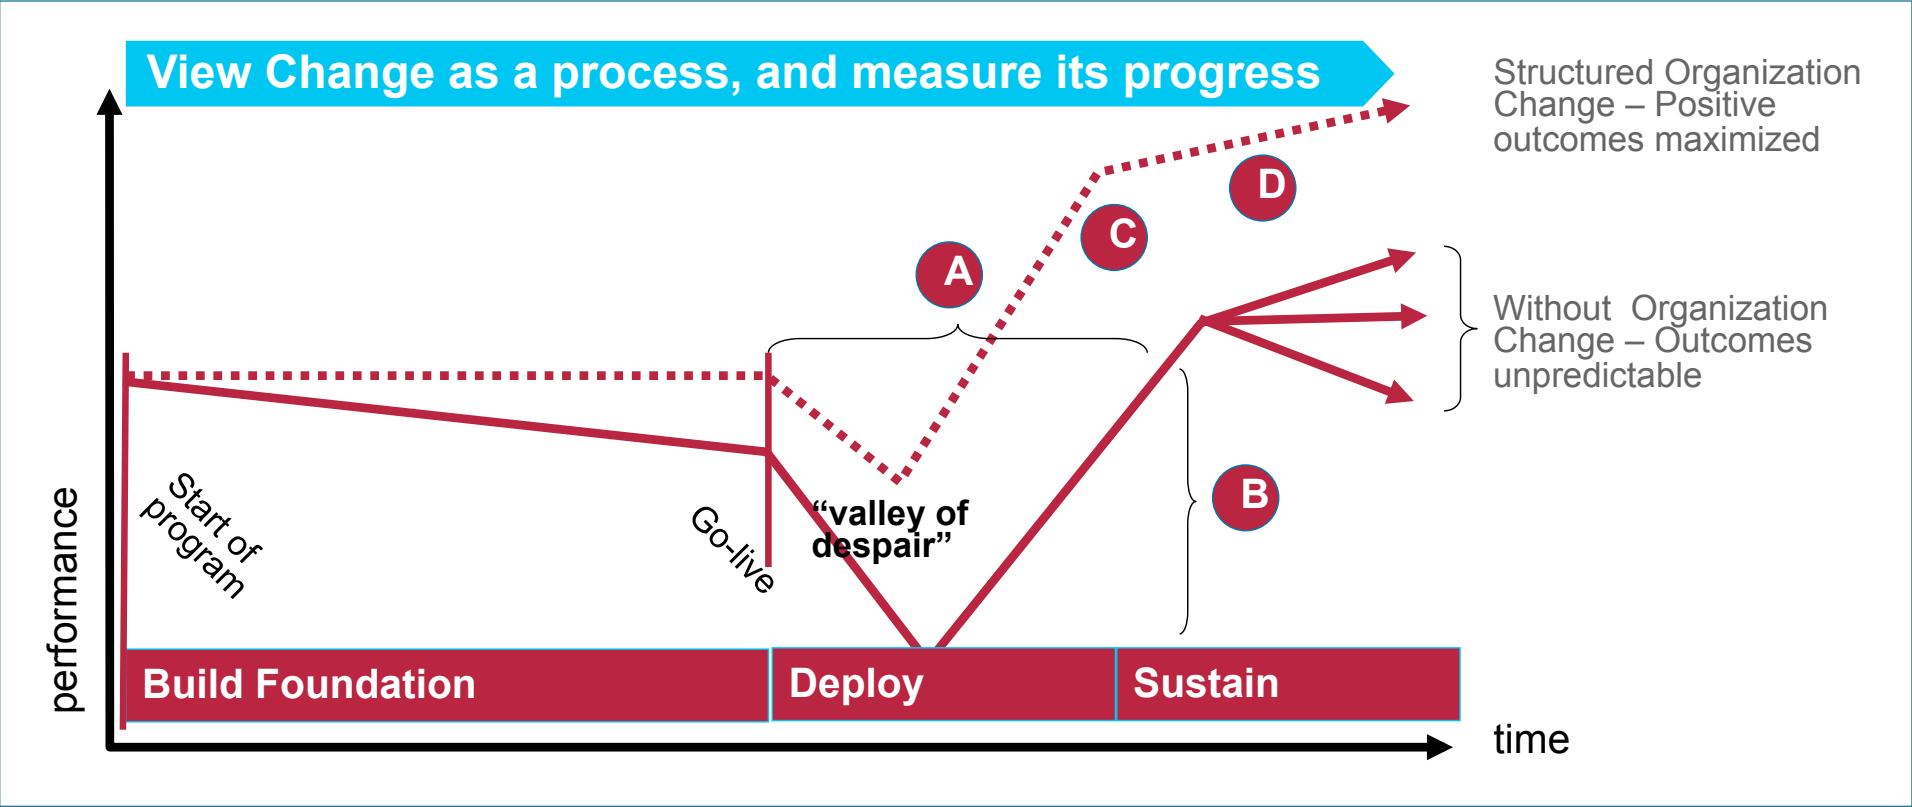 View Change as a process, and measure its progress
Structured Organization
Change – Positive
outcomes maximized
D
C
A
Without  Organization
Change – Outcomes
unpredictable
B
Start of
program
Go-live
“valley of
despair”
performance
Build Foundation
Deploy
Sustain
time